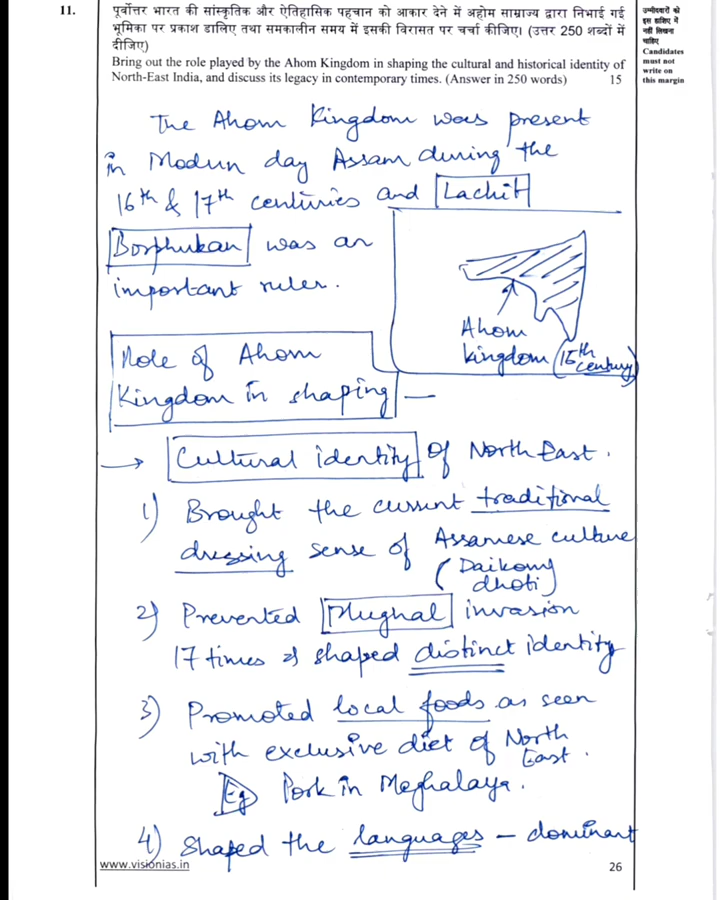 11.
पूर्वोत्तर भारत की सांस्कृतिक और ऐतिहासिक पहचान को आकार देने में अहोम साम्राज्य द्वारा निभाई गई
भूमिका पर प्रकाश डालिए तथा समकालीन समय में इसकी विरासत पर चर्चा कीजिए। (उत्तर 250 शब्दों में
दीजिए)
Bring out the role played by the Ahom Kingdom in shaping the cultural and historical identity of
North-East India, and discuss its legacy in contemporary times. (Answer in 250 words) 15
उम्मीदवारों को
इस हाशिए में
नहीं लिखना
चाहिए
Candidates
must not
write on
this margin
The Ahom Kingdom was present
in Modern day Assam during the
16th & 17th centuries and Lachit
Borphukan was an
important ruler.
Ahom
kingdom (15th
century)
Role of Ahom
Kingdom in shaping —
→ Cultural identity of North East.
1) Brought the current traditional
dressing sense of Assamese culture
(Daikong
dhoti)
2) Prevented Mughal invasion
17 times & shaped distinct identity
3) Promoted local foods as seen
with exclusive diet of North
East.
Eg Pork in Meghalaya.
4) Shaped the languages – dominant
www.visionias.in
26